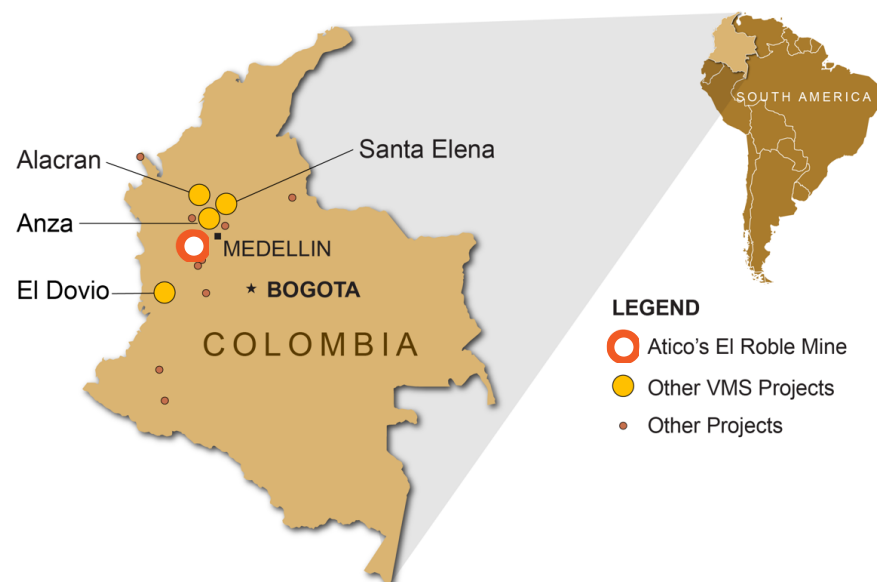 SOUTH AMERICA
Alacran
Santa Elena
Anza
MEDELLIN
El Dovio
BOGOTA
COLOMBIA
LEGEND
Atico's El Roble Mine
Other VMS Projects
Other Projects